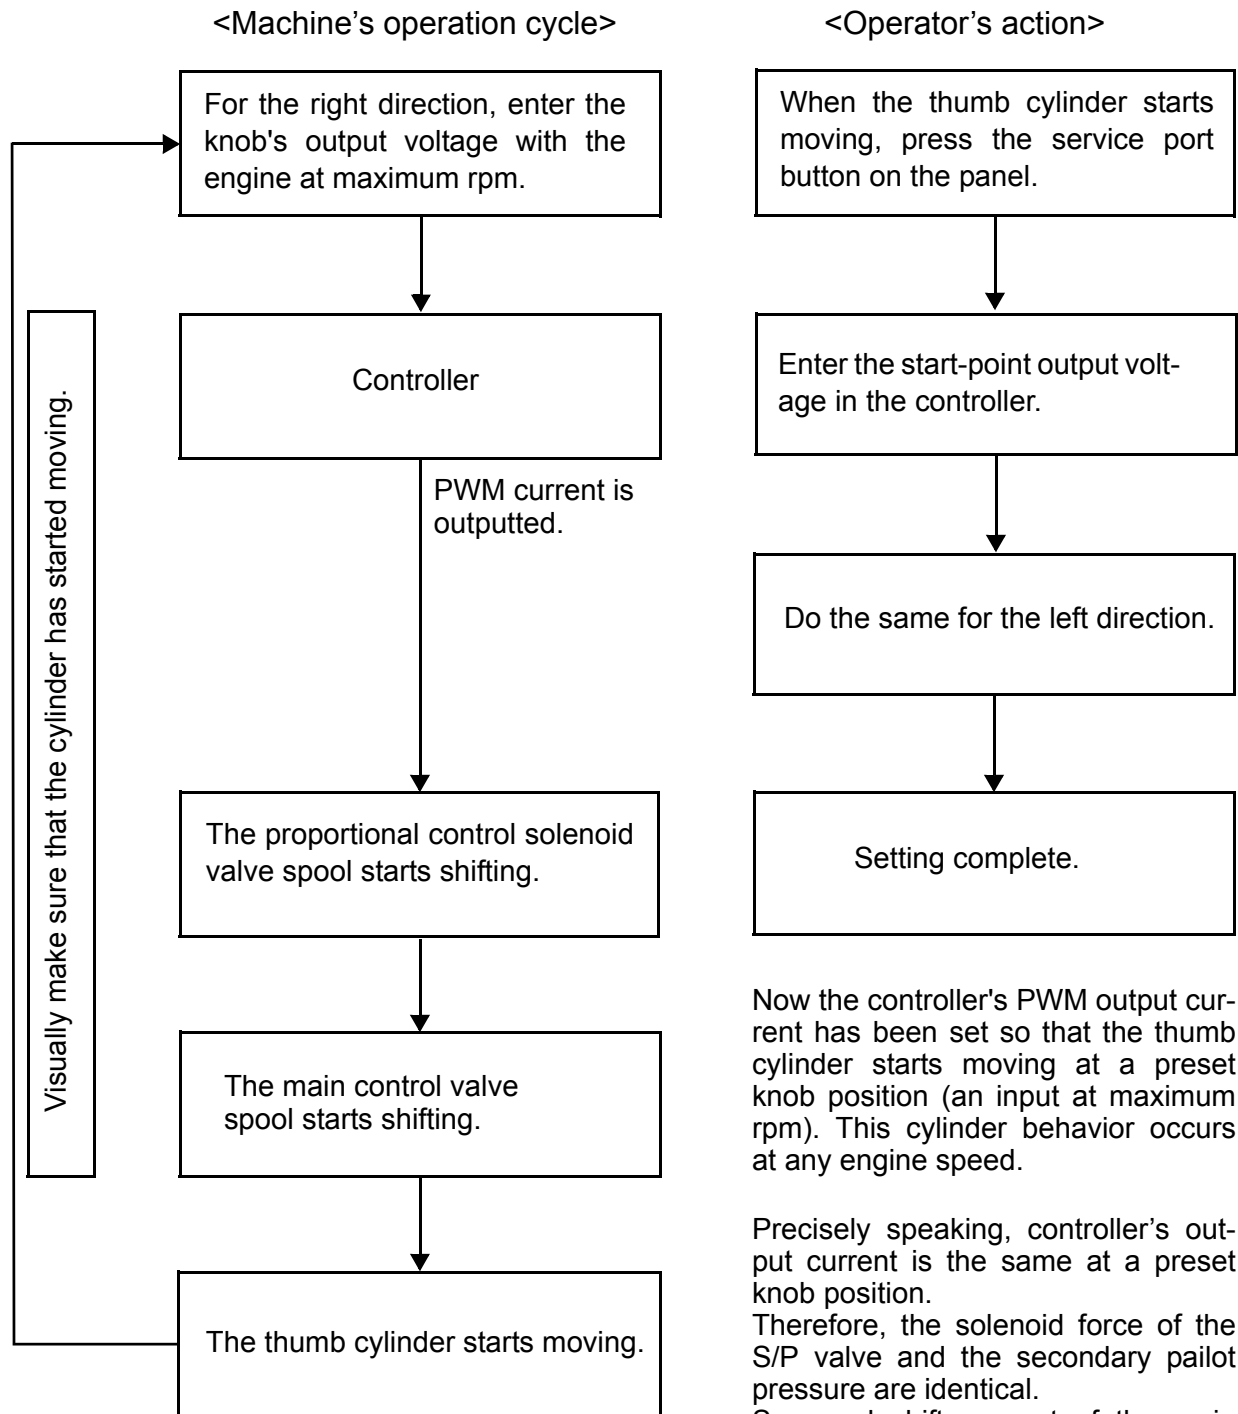 <Machine’s operation cycle>
For the right direction, enter the
knob's output voltage with the
engine at maximum rpm.
Controller
PWM current is
outputted.
The proportional control solenoid
valve spool starts shifting.
The main control valve
spool starts shifting.
The thumb cylinder starts moving.
Visually make sure that the cylinder has started moving.
<Operator’s action>
When the thumb cylinder starts
moving, press the service port
button on the panel.
Enter the start-point output volt-
age in the controller.
Do the same for the left direction.
Setting complete.
Now the controller's PWM output cur-
rent has been set so that the thumb
cylinder starts moving at a preset
knob position (an input at maximum
rpm). This cylinder behavior occurs
at any engine speed.
Precisely speaking, controller’s out-
put current is the same at a preset
knob position.
Therefore, the solenoid force of the
S/P valve and the secondary pailot
pressure are identical.